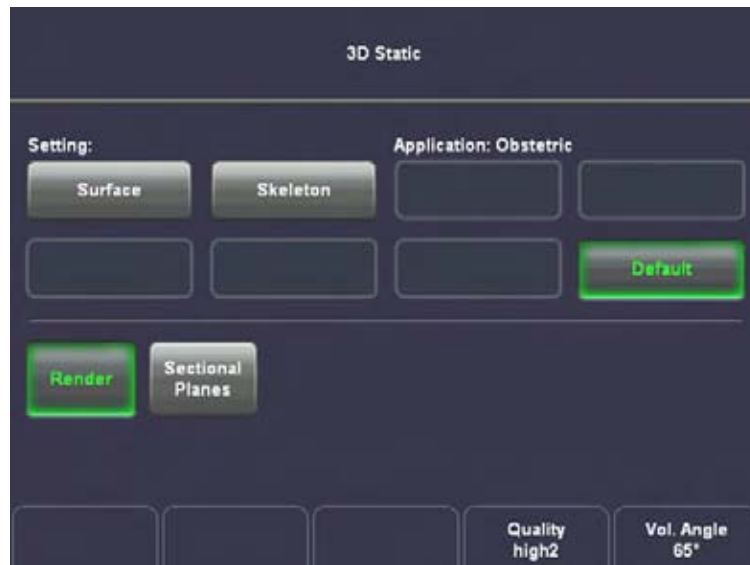 3D Static
Setting:
Application: Obstetric
Surface
Skeleton
Default
Render
Sectional
Planes
Quality
high2
Vol. Angle
65°